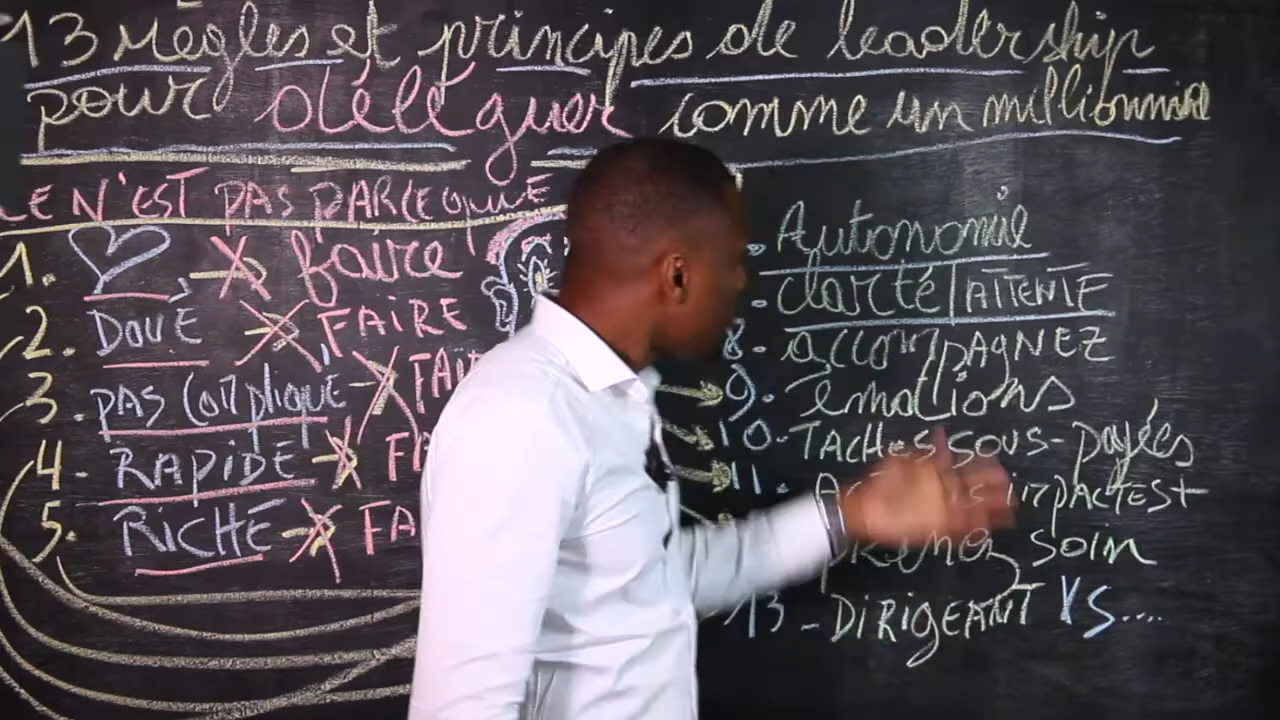 13 règles et principes de leadership
pour déléguer comme un millionnaire
CE N'EST PAS PARCE QUE
1. faire
2. DOUÉ FAIRE
3. PAS COMPLIQUÉ FAI
4. RAPIDE F
5. RICHE FA
Autonomie
clarté/ATTENTE
8. accompagnez
9. émotions
10. TACHES sous-payées
11. impactest
prenez soin
13 - DIRIGEANT VS....